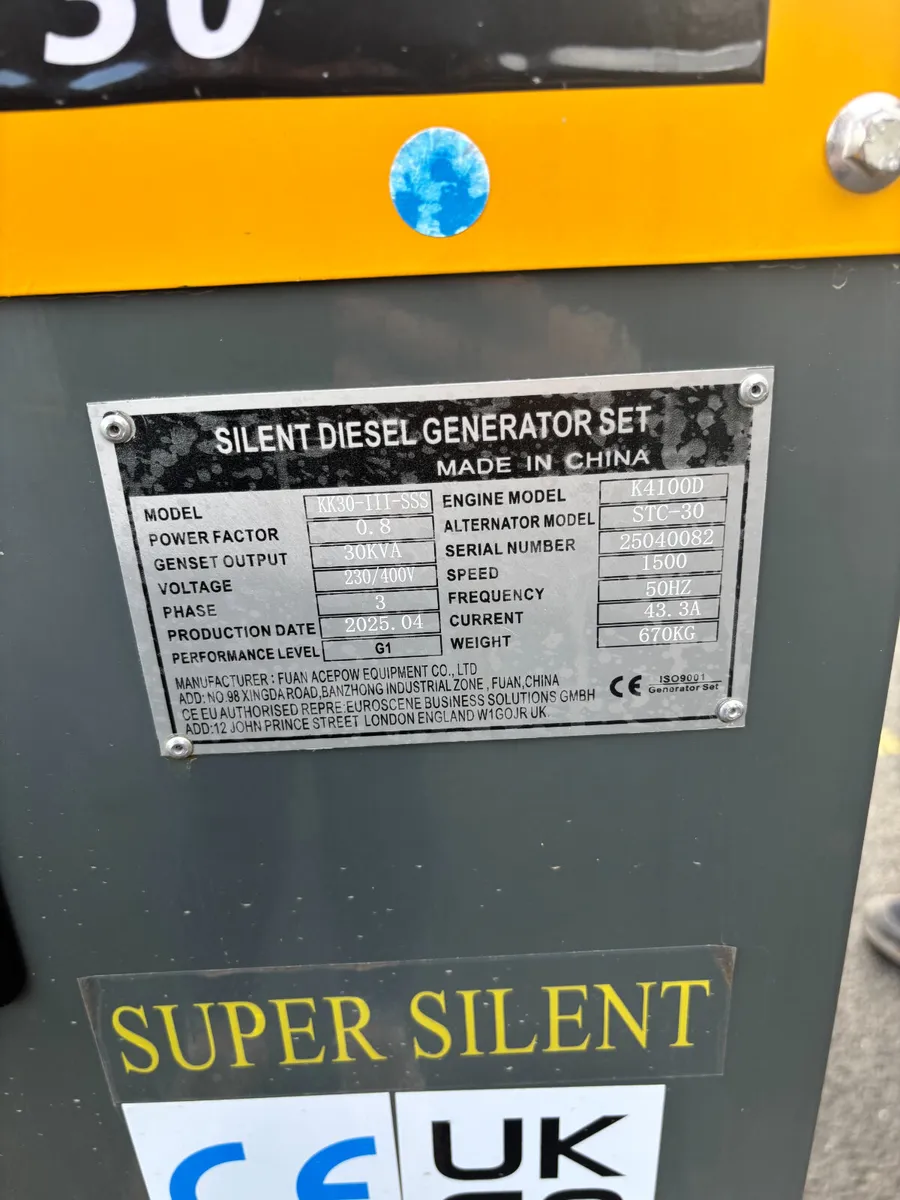 30
SILENT DIESEL GENERATOR SET
MADE IN CHINA
MODEL KK30-III-SSS
POWER FACTOR 0.8
GENSET OUTPUT 30KVA
VOLTAGE 230/400V
PHASE 3
PRODUCTION DATE 2025.04
PERFORMANCE LEVEL G1
ENGINE MODEL K4100D
ALTERNATOR MODEL STC-30
SERIAL NUMBER 25040082
SPEED 1500
FREQUENCY 50HZ
CURRENT 43.3A
WEIGHT 670KG
MANUFACTURER : FUAN ACEPOW EQUIPMENT CO., LTD
ADD: NO.98 XINGDA ROAD,BANZHONG INDUSTRIAL ZONE , FUAN,CHINA
CE EU AUTHORISED REPRE: EUROSCENE BUSINESS SOLUTIONS GMBH
ADD:12 JOHN PRINCE STREET LONDON ENGLAND W1GOJR UK
CE ISO9001
Generator Set
SUPER SILENT
CE UK